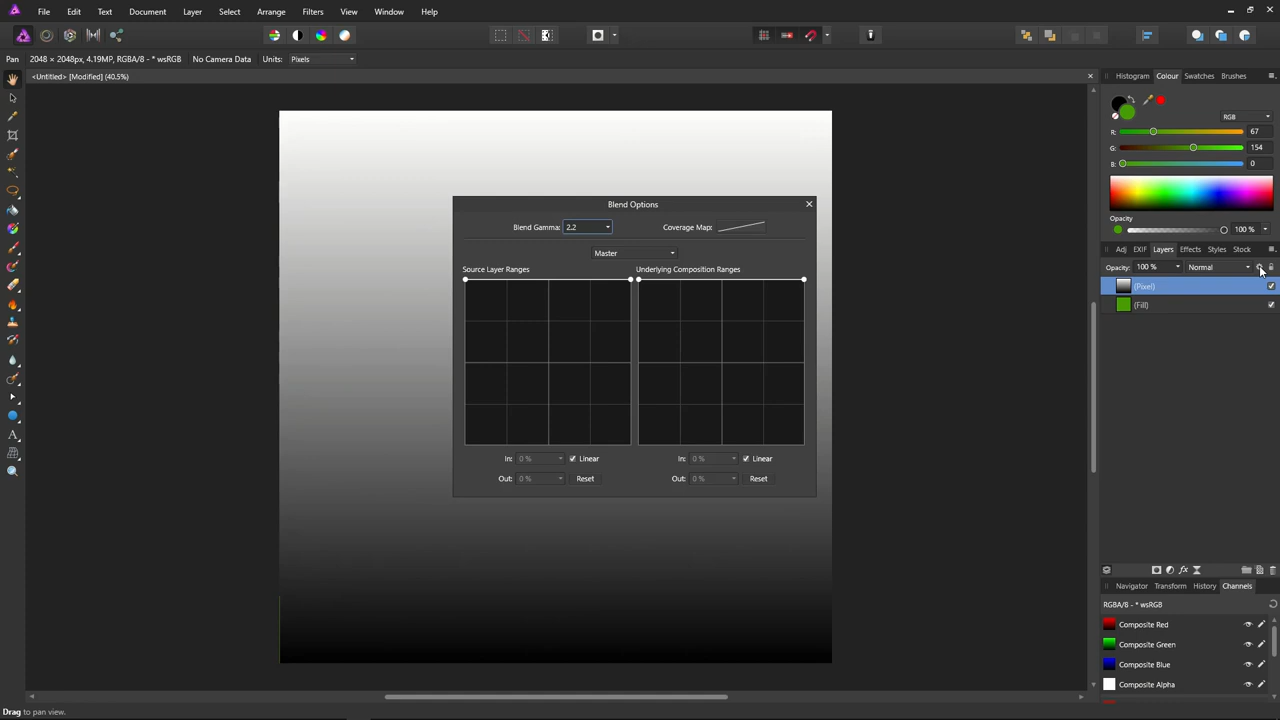 File Edit Text Document Layer Select Arrange Filters View Window Help
Pan 2048 × 2048px, 4.19MP, RGBA/8 - * wsRGB No Camera Data Units: Pixels
<Untitled> [Modified] (40.5%)
Histogram Colour Swatches Brushes
RGB
R: 67
G: 154
B: 0
Opacity
100 %
Adj EXIF Layers Effects Styles Stock
Opacity: 100 % Normal
(Pixel)
(Fill)
Blend Options
Blend Gamma: 2.2 Coverage Map:
Master
Source Layer Ranges Underlying Composition Ranges
In: 0 % Linear In: 0 % Linear
Out: 0 % Reset Out: 0 % Reset
Navigator Transform History Channels
RGBA/8 - * wsRGB
Composite Red
Composite Green
Composite Blue
Composite Alpha
Drag to pan view.